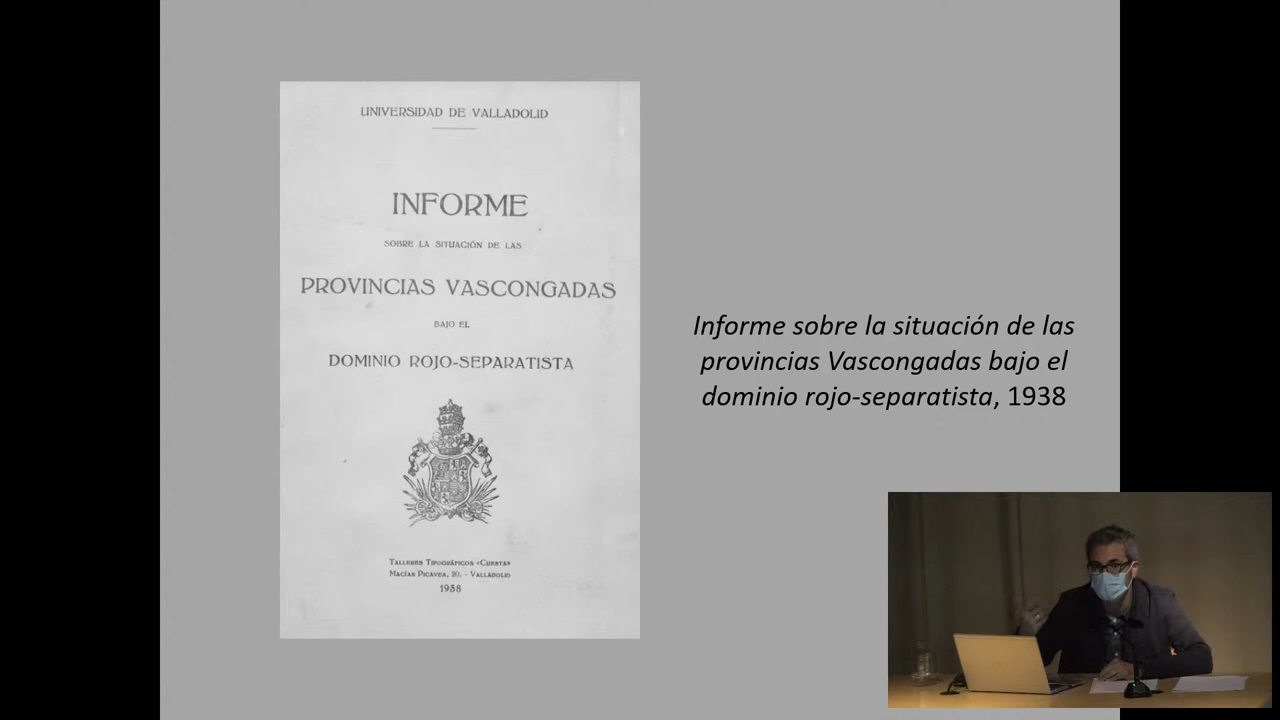 UNIVERSIDAD DE VALLADOLID
INFORME
SOBRE LA SITUACIÓN DE LAS
PROVINCIAS VASCONGADAS
BAJO EL
DOMINIO ROJO-SEPARATISTA
TALLERES TIPOGRÁFICOS «CUESTA»
MACÍAS PICAVEA, 20. - VALLADOLID
1938
Informe sobre la situación de las
provincias Vascongadas bajo el
dominio rojo-separatista, 1938